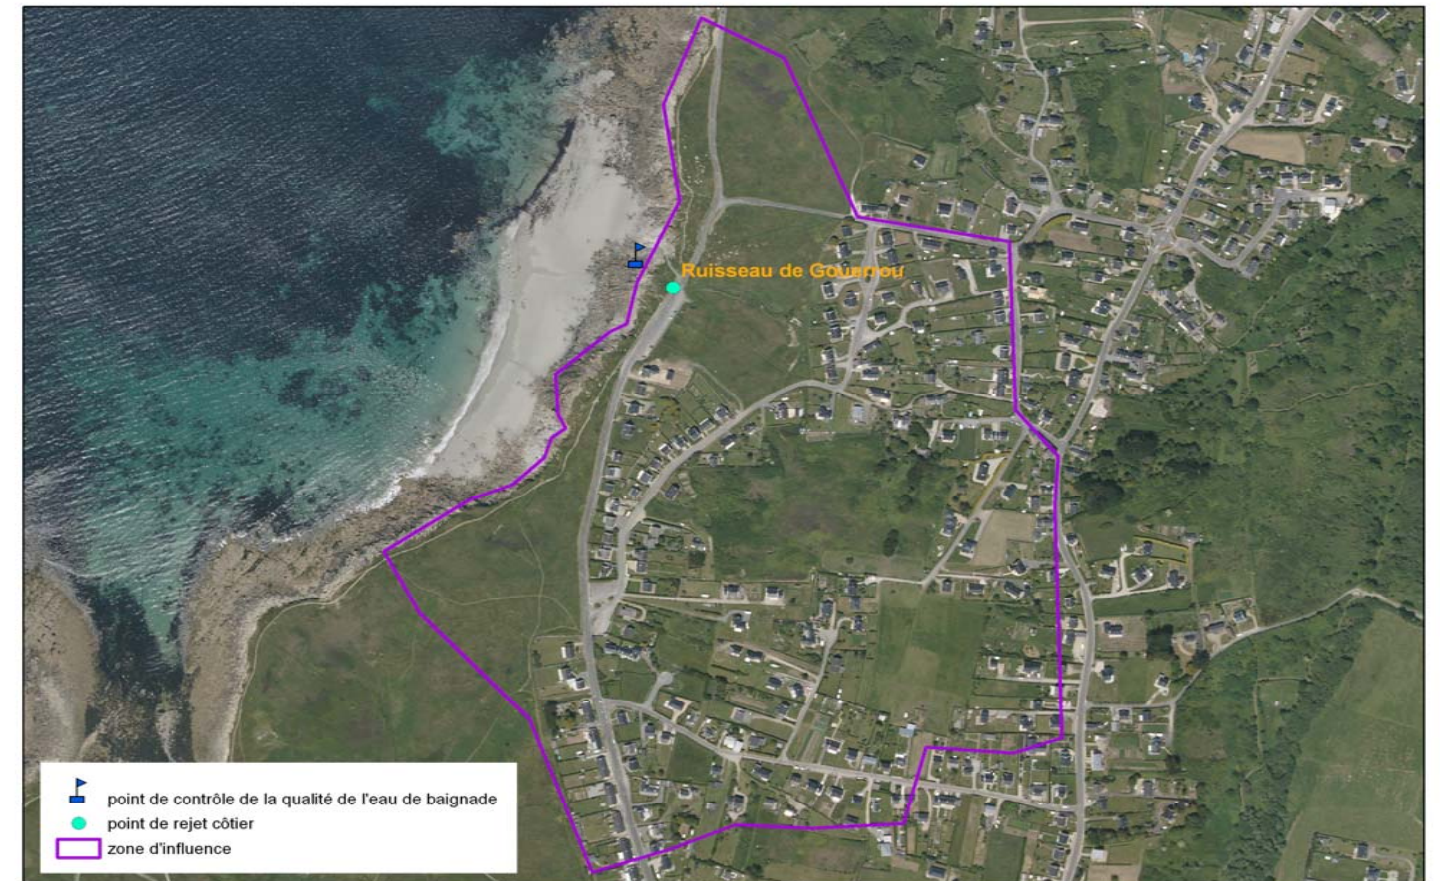 Ruisseau de Gouerrou
point de contrôle de la qualité de l'eau de baignade
point de rejet côtier
zone d'influence